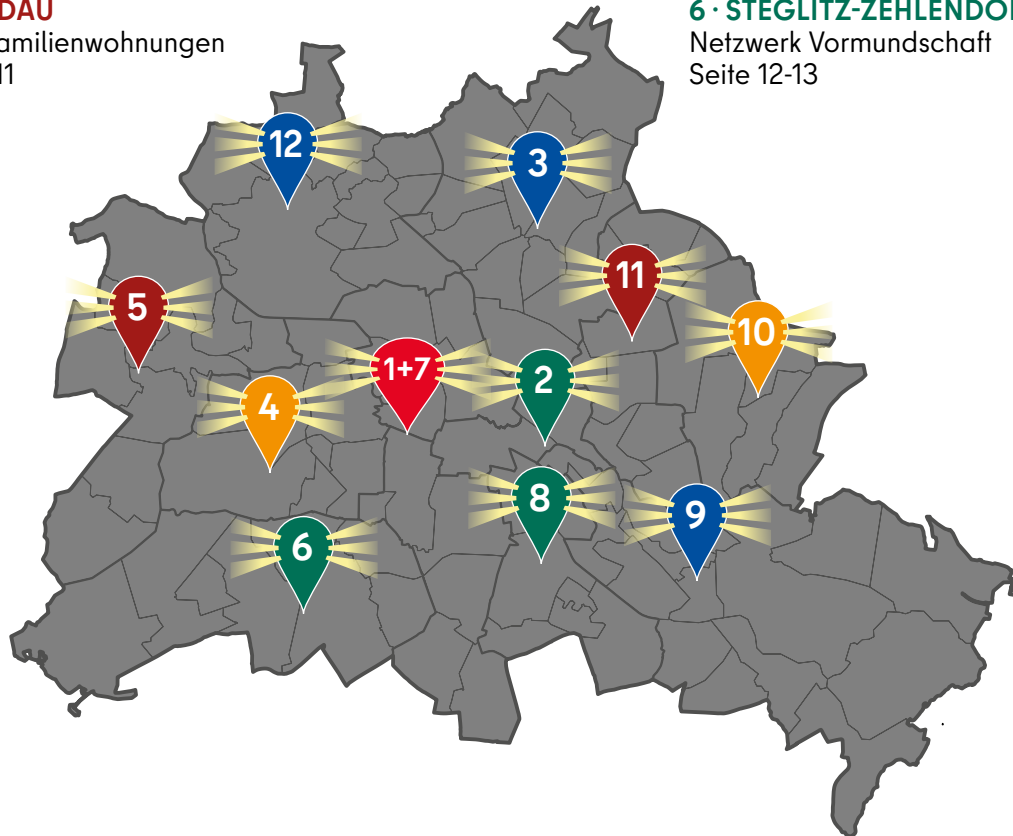 DAU
amilienwohnungen
11
6 · STEGLITZ-ZEHLENDO
Netzwerk Vormundschaft
Seite 12-13
12
3
11
5
10
1+7
2
4
8
9
6